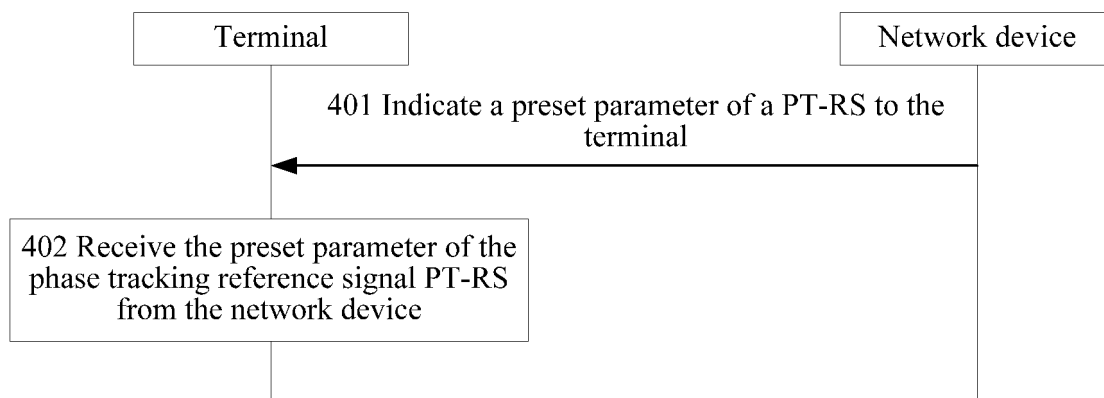 Terminal
Network device
401 Indicate a preset parameter of a PT-RS to the
terminal
402 Receive the preset parameter of the
phase tracking reference signal PT-RS
from the network device